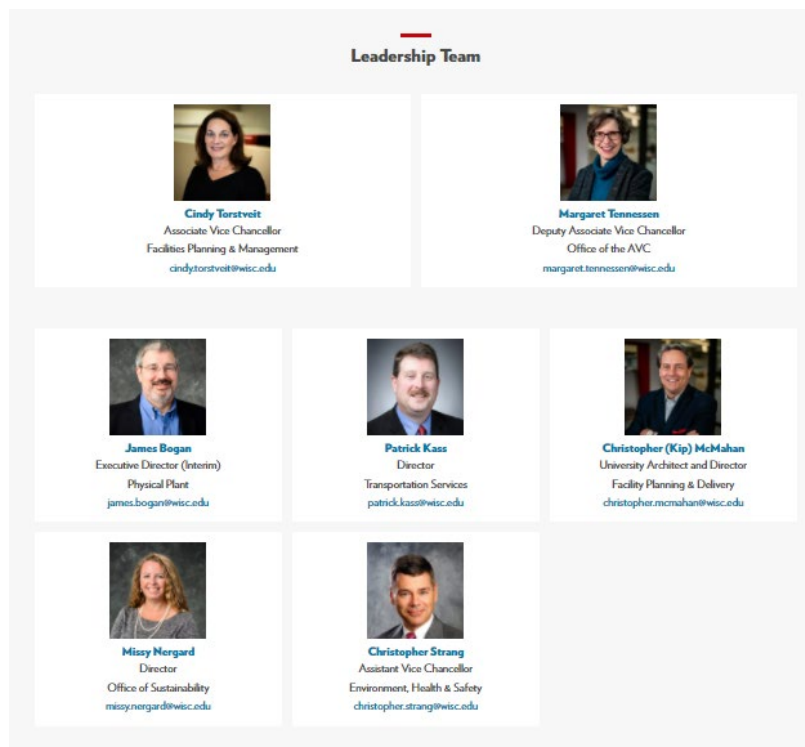 Leadership Team
Cindy Torstveit
Associate Vice Chancellor
Facilities Planning & Management
cindy.torstveit@wisc.edu
Margaret Tennessen
Deputy Associate Vice Chancellor
Office of the AVC
margaret.tennessen@wisc.edu
James Bogan
Executive Director (Interim)
Physical Plant
james.bogan@wisc.edu
Patrick Kass
Director
Transportation Services
patrick.kass@wisc.edu
Christopher (Kip) McMahan
University Architect and Director
Facility Planning & Delivery
christopher.mcmahan@wisc.edu
Missy Nergard
Director
Office of Sustainability
missy.nergard@wisc.edu
Christopher Strang
Assistant Vice Chancellor
Environment, Health & Safety
christopher.strang@wisc.edu